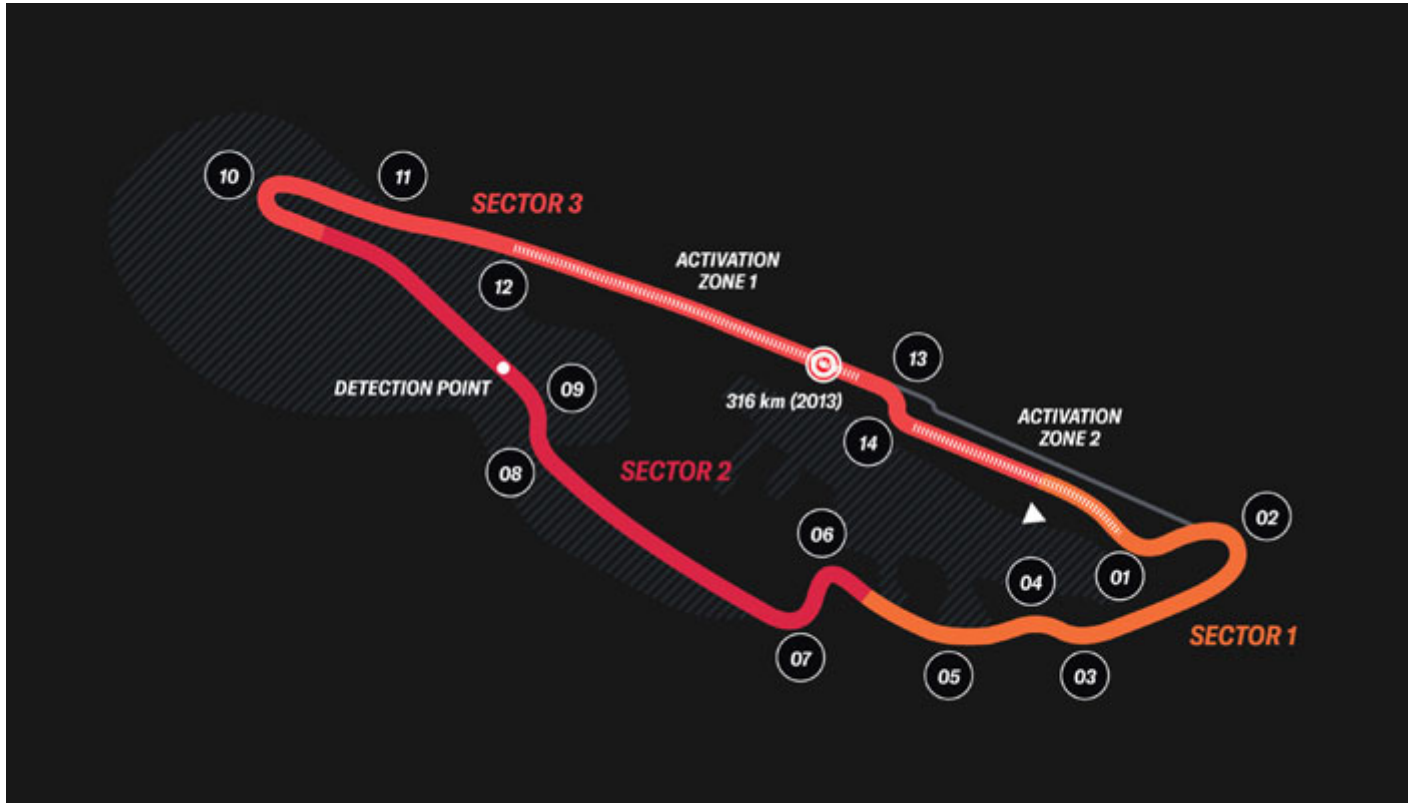 10
11
SECTOR 3
ACTIVATION
ZONE 1
12
13
DETECTION POINT
09
316 km (2013)
ACTIVATION
ZONE 2
14
08
SECTOR 2
02
06
04
01
SECTOR 1
07
05
03